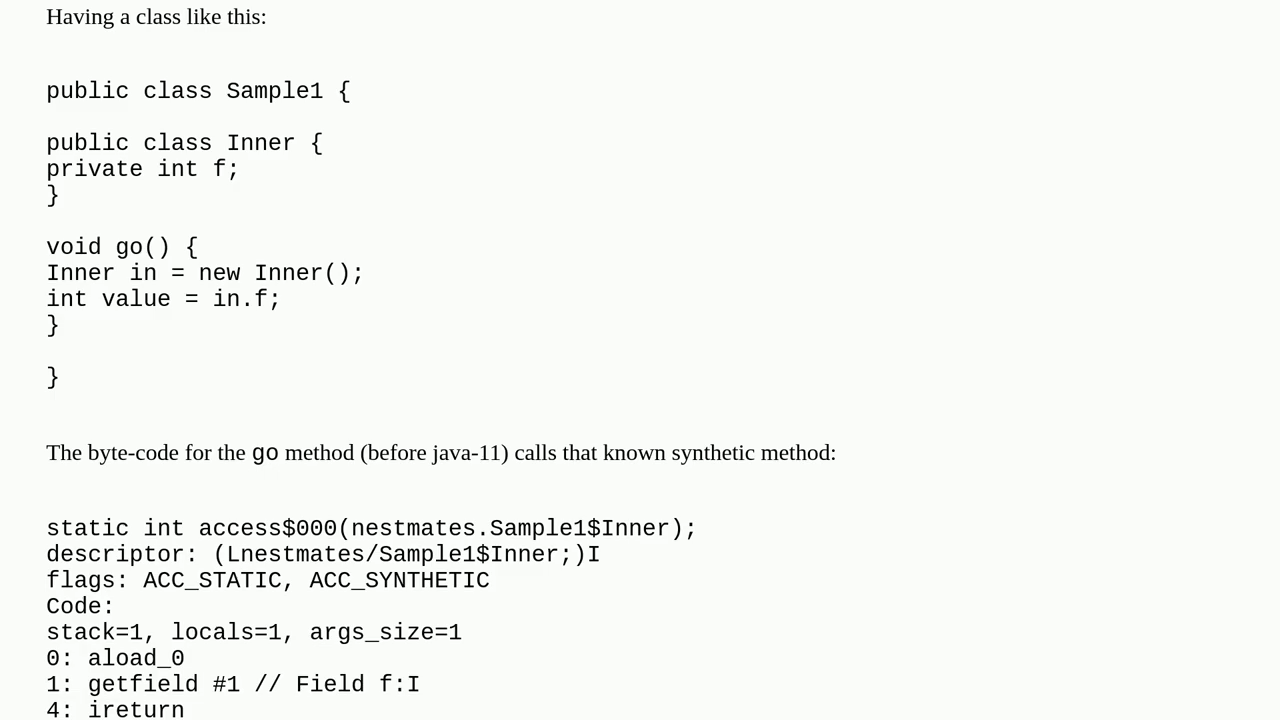 Having a class like this:
public class Sample1 {
public class Inner {
private int f;
}
void go() {
Inner in = new Inner();
int value = in.f;
}
}
The byte-code for the go method (before java-11) calls that known synthetic method:
static int access$000(nestmates.Sample1$Inner);
descriptor: (Lnestmates/Sample1$Inner;)I
flags: ACC_STATIC, ACC_SYNTHETIC
Code:
stack=1, locals=1, args_size=1
0: aload_0
1: getfield #1 // Field f:I
4: ireturn